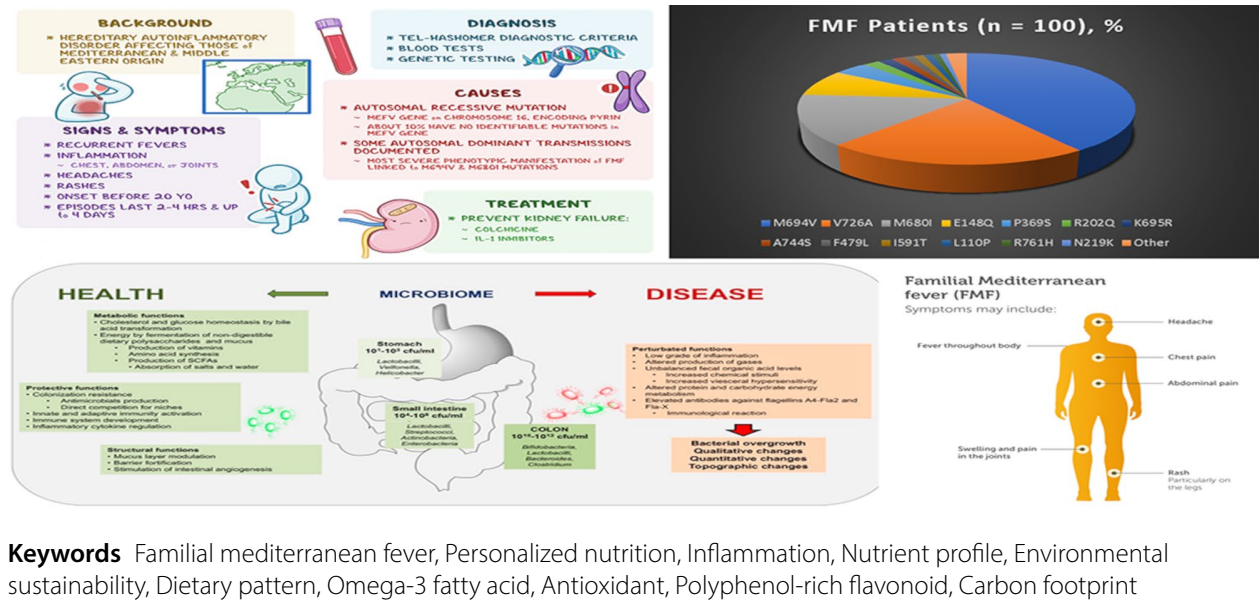 BACKGROUND
* HEREDITARY AUTOINFLAMMATORY
DISORDER AFFECTING THOSE of
MEDITERRANEAN & MIDDLE
EASTERN ORIGIN
SIGNS & SYMPTOMS
* RECURRENT FEVERS
* INFLAMMATION
~ CHEST, ABDOMEN, or JOINTS
* HEADACHES
* RASHES
* ONSET BEFORE 20 YO
* EPISODES LAST 2-4 HRS & UP
to 4 DAYS
DIAGNOSIS
* TEL-HASHOMER DIAGNOSTIC CRITERIA
* BLOOD TESTS
* GENETIC TESTING
CAUSES
* AUTOSOMAL RECESSIVE MUTATION
~ MEFV GENE on CHROMOSOME 16, ENCODING PYRIN
~ ABOUT 10% HAVE NO IDENTIFIABLE MUTATIONS in
MEFV GENE
* SOME AUTOSOMAL DOMINANT TRANSMISSIONS
DOCUMENTED
~ MOST SEVERE PHENOTYPIC MANIFESTATION of FMF
LINKED to M694V & M680I MUTATIONS
TREATMENT
* PREVENT KIDNEY FAILURE:
~ COLCHICINE
~ IL-1 INHIBITORS
FMF Patients (n = 100), %
M694V V726A M680I E148Q P369S R202Q K695R
A744S F479L I591T L110P R761H N219K Other
HEALTH
MICROBIOME
DISEASE
Metabolic functions
• Cholesterol and glucose homeostasis by bile
acid transformation
• Energy by fermentation of non-digestible
dietary polysaccharides and mucus
• Production of vitamins
• Amino acid synthesis
• Production of SCFAs
• Absorption of salts and water
Protective functions
• Colonization resistance
• Antimicrobials production
• Direct competition for niches
• Innate and adaptive immunity activation
• Immune system development
• Inflammatory cytokine regulation
Structural functions
• Mucus layer modulation
• Barrier fortification
• Stimulation of intestinal angiogenesis
Stomach
cfu/ml
Lactobacilli,
Veillonella,
Helicobacter
Small intestine
cfu/ml
Lactobacilli,
Streptococci,
Actinobacteria,
Enterobacteria
COLON
10¹⁰-10¹² cfu/ml
Bifidobacteria,
Lactobacilli,
Bacteroides,
Clostridium
Perturbated functions
• Low grade of inflammation
• Altered production of gases
• Unbalanced fecal organic acid levels
• Increased chemical stimuli
• Increased viesceral hypersensitivity
• Altered protein and carbohydrate energy
metabolism
• Elevated antibodies against flagellins A4-Fla2 and
Fla-X
• Immunological reaction
Bacterial overgrowth
Qualitative changes
Quantitative changes
Topographic changes
Familial Mediterranean
fever (FMF)
Symptoms may include:
Headache
Fever throughout body
Chest pain
Abdominal pain
Swelling and pain
in the joints
Rash
Particularly on
the legs
Keywords Familial mediterranean fever, Personalized nutrition, Inflammation, Nutrient profile, Environmental
sustainability, Dietary pattern, Omega-3 fatty acid, Antioxidant, Polyphenol-rich flavonoid, Carbon footprint